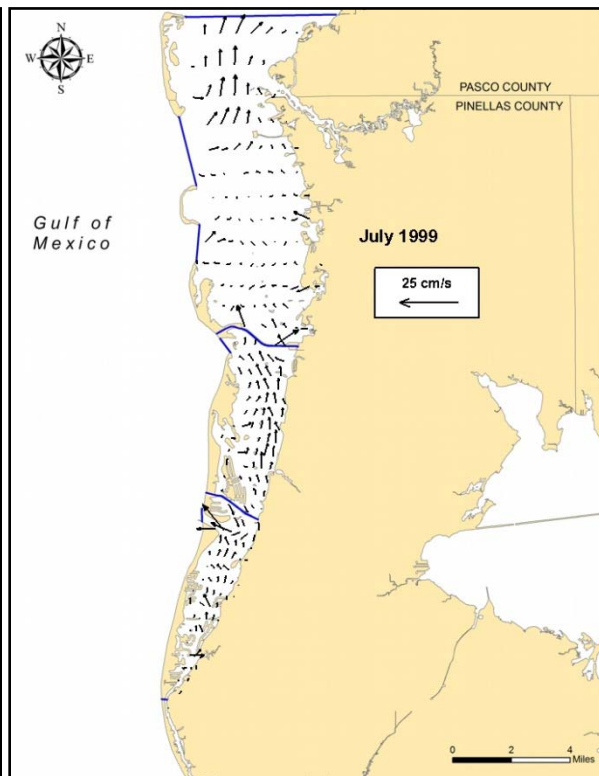 N
W E
S
PASCO COUNTY
PINELLAS COUNTY
Gulf of
Mexico
July 1999
25 cm/s
0 2 4
Miles